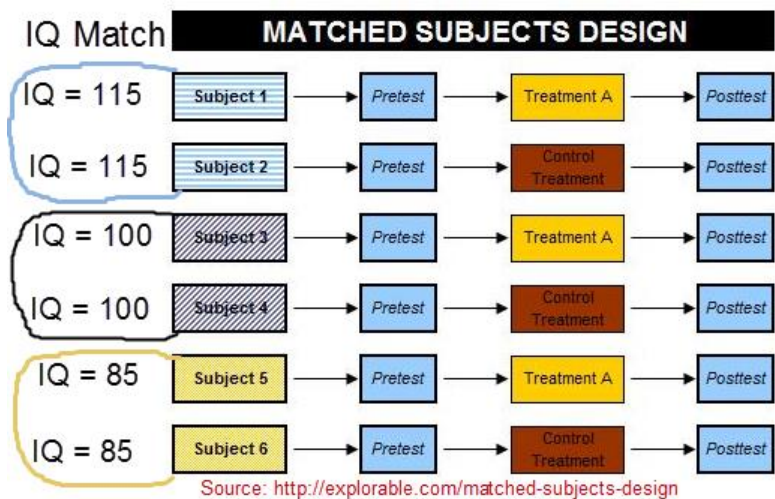 IQ Match MATCHED SUBJECTS DESIGN
IQ = 115 Subject 1 Pretest Treatment A Posttest
IQ = 115 Subject 2 Pretest Control Treatment Posttest
IQ = 100 Subject 3 Pretest Treatment A Posttest
IQ = 100 Subject 4 Pretest Control Treatment Posttest
IQ = 85 Subject 5 Pretest Treatment A Posttest
IQ = 85 Subject 6 Pretest Control Treatment Posttest
Source: http://explorable.com/matched-subjects-design